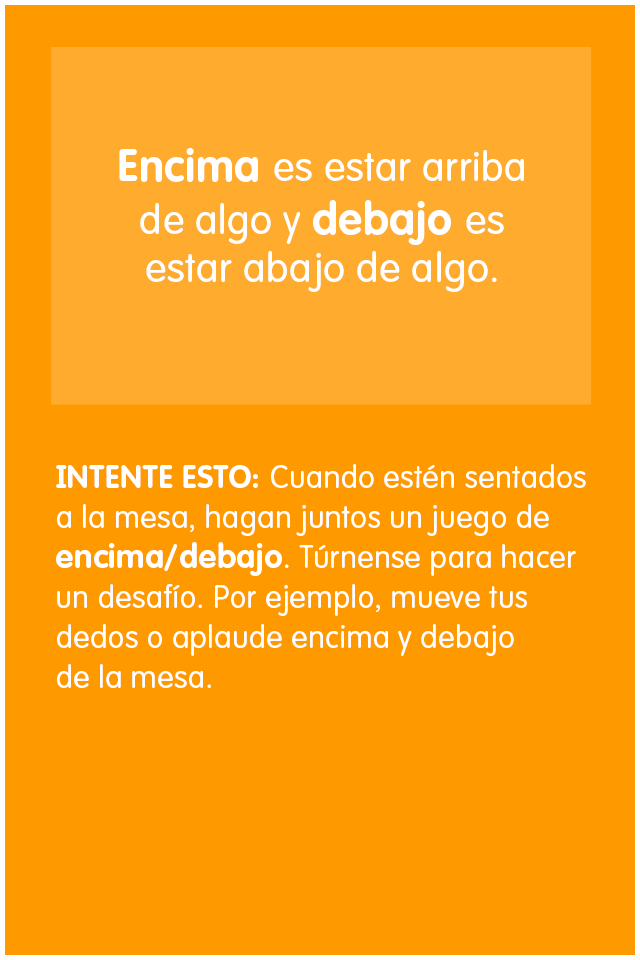 Encima es estar arriba
de algo y debajo es
estar abajo de algo.
INTENTE ESTO: Cuando estén sentados
a la mesa, hagan juntos un juego de
encima/debajo. Túrnense para hacer
un desafío. Por ejemplo, mueve tus
dedos o aplaude encima y debajo
de la mesa.